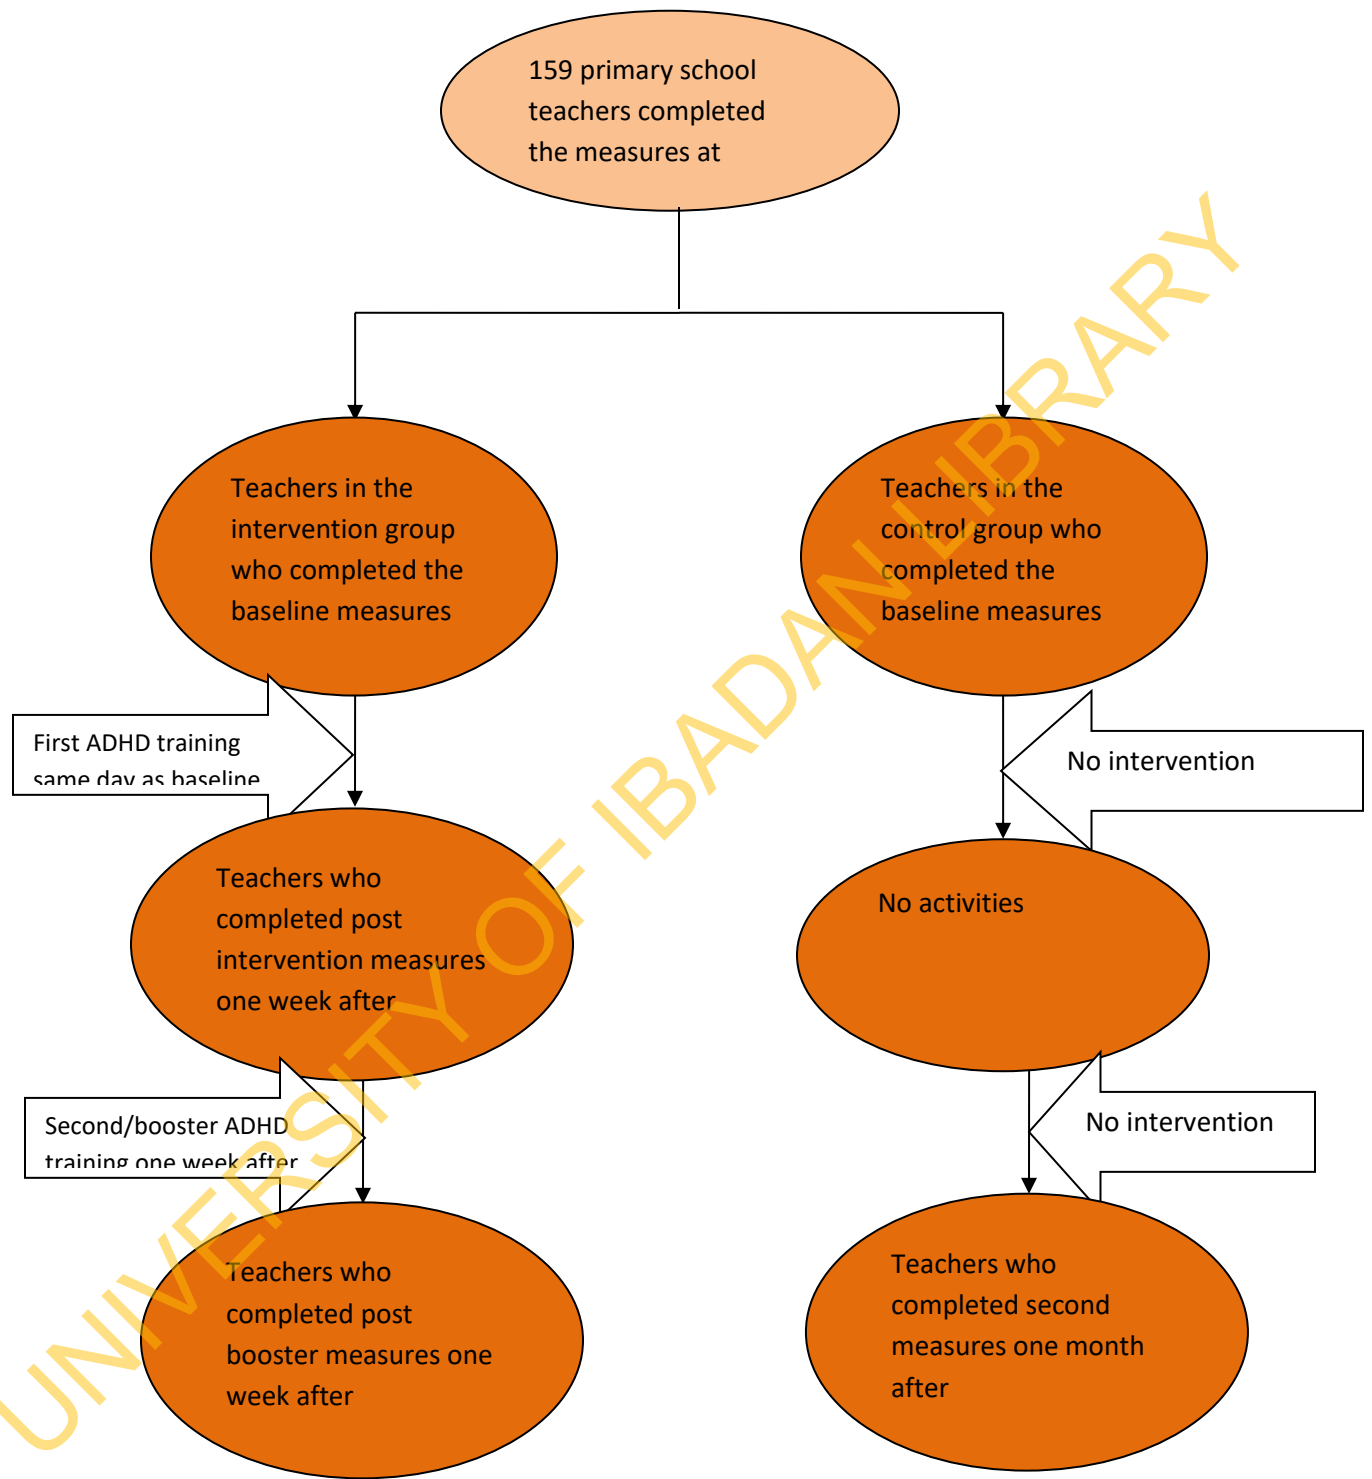 159 primary school
teachers completed
the measures at
Teachers in the
intervention group
who completed the
baseline measures
Teachers in the
control group who
completed the
baseline measures
First ADHD training
same day as baseline
No intervention
Teachers who
completed post
intervention measures
one week after
No activities
Second/booster ADHD
training one week after
No intervention
Teachers who
completed post
booster measures one
week after
Teachers who
completed second
measures one month
after
UNIVERSITY OF IBADAN LIBRARY